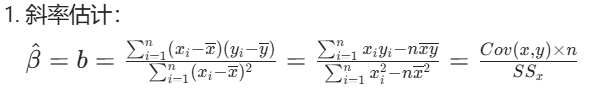 1. 斜率估计：
$\hat{\beta} = b = \frac{\sum_{i=1}^{n}(x_i-\overline{x})(y_i-\overline{y})}{\sum_{i=1}^{n}(x_i-\overline{x})^2} = \frac{\sum_{i=1}^{n} x_i y_i - n\overline{x}\overline{y}}{\sum_{i=1}^{n} x_i^2 - n\overline{x}^2} = \frac{Cov(x,y) \times n}{SS_x}$